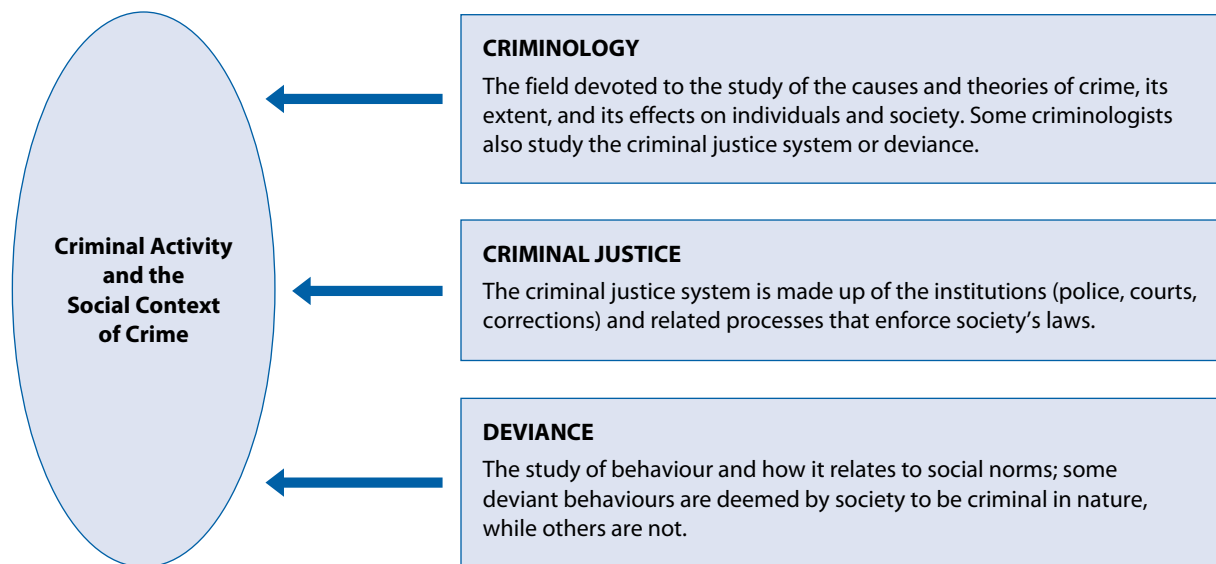 Criminal Activity
and the
Social Context
of Crime
CRIMINOLOGY
The field devoted to the study of the causes and theories of crime, its
extent, and its effects on individuals and society. Some criminologists
also study the criminal justice system or deviance.
CRIMINAL JUSTICE
The criminal justice system is made up of the institutions (police, courts,
corrections) and related processes that enforce society’s laws.
DEVIANCE
The study of behaviour and how it relates to social norms; some
deviant behaviours are deemed by society to be criminal in nature,
while others are not.